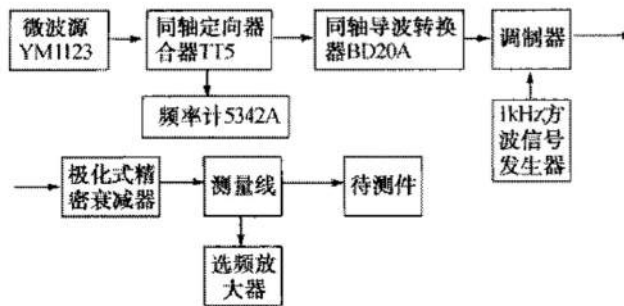 微波源
YM1123
同轴定向器
合器TT5
同轴导波转换
器BD20A
调制器
频率计5342A
1kHz方
波信号
发生器
极化式精
密衰减器
测量线
待测件
选频放
大器